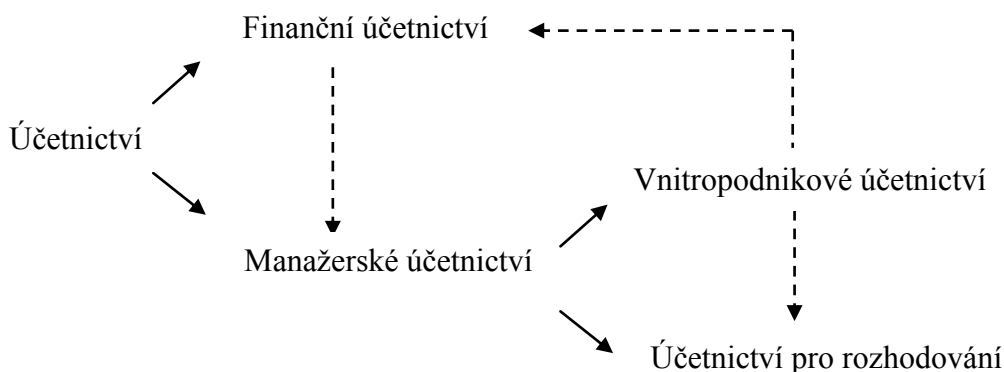 Finanční účetnictví
Účetnictví
Vnitropodnikové účetnictví
Manažerské účetnictví
Účetnictví pro rozhodování